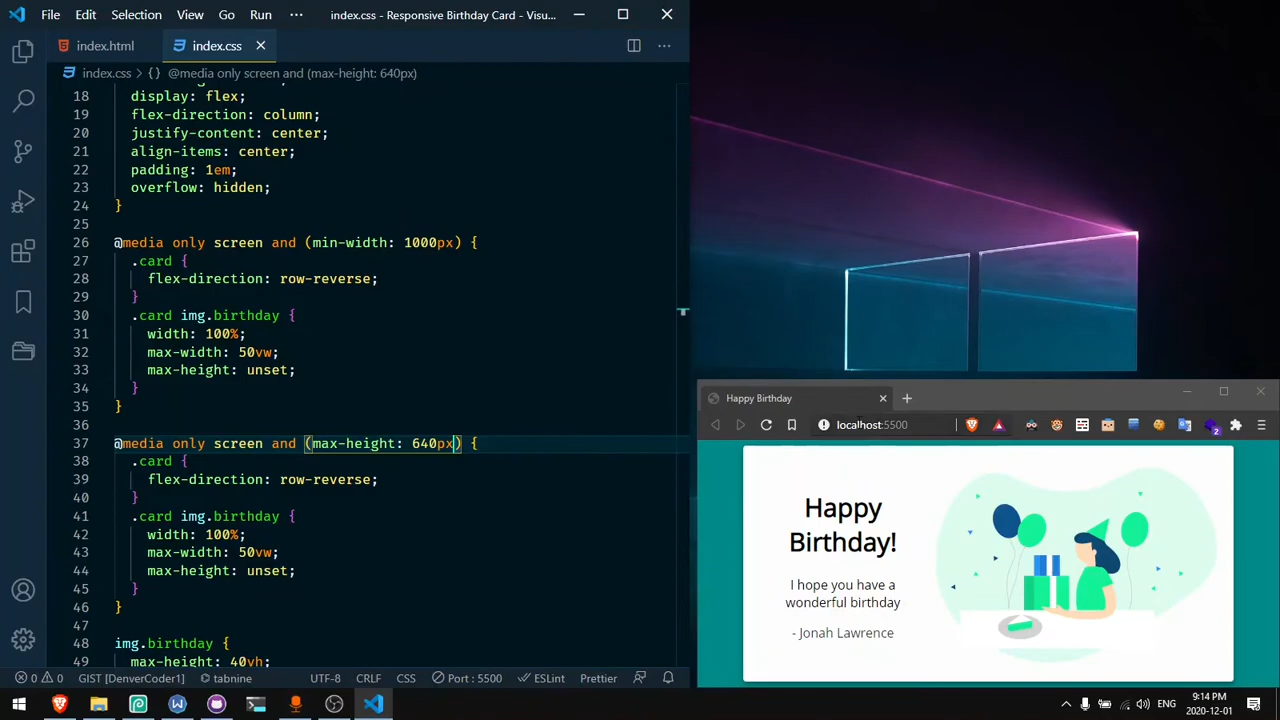 File Edit Selection View Go Run ··· index.css - Responsive Birthday Card - Visu...
index.html index.css
index.css > {} @media only screen and (max-height: 640px)
18 display: flex;
19 flex-direction: column;
20 justify-content: center;
21 align-items: center;
22 padding: 1em;
23 overflow: hidden;
24 }
25
26 @media only screen and (min-width: 1000px) {
27 .card {
28 flex-direction: row-reverse;
29 }
30 .card img.birthday {
31 width: 100%;
32 max-width: 50vw;
33 max-height: unset;
34 }
35 }
36
37 @media only screen and (max-height: 640px) {
38 .card {
39 flex-direction: row-reverse;
40 }
41 .card img.birthday {
42 width: 100%;
43 max-width: 50vw;
44 max-height: unset;
45 }
46 }
47
48 img.birthday {
49 max-height: 40vh;
0 0 GIST [DenverCoder1] tabnine UTF-8 CRLF CSS Port : 5500 ESLint Prettier
Happy Birthday
localhost:5500
2
Happy
Birthday!
I hope you have a
wonderful birthday
- Jonah Lawrence
ENG 9:14 PM
2020-12-01